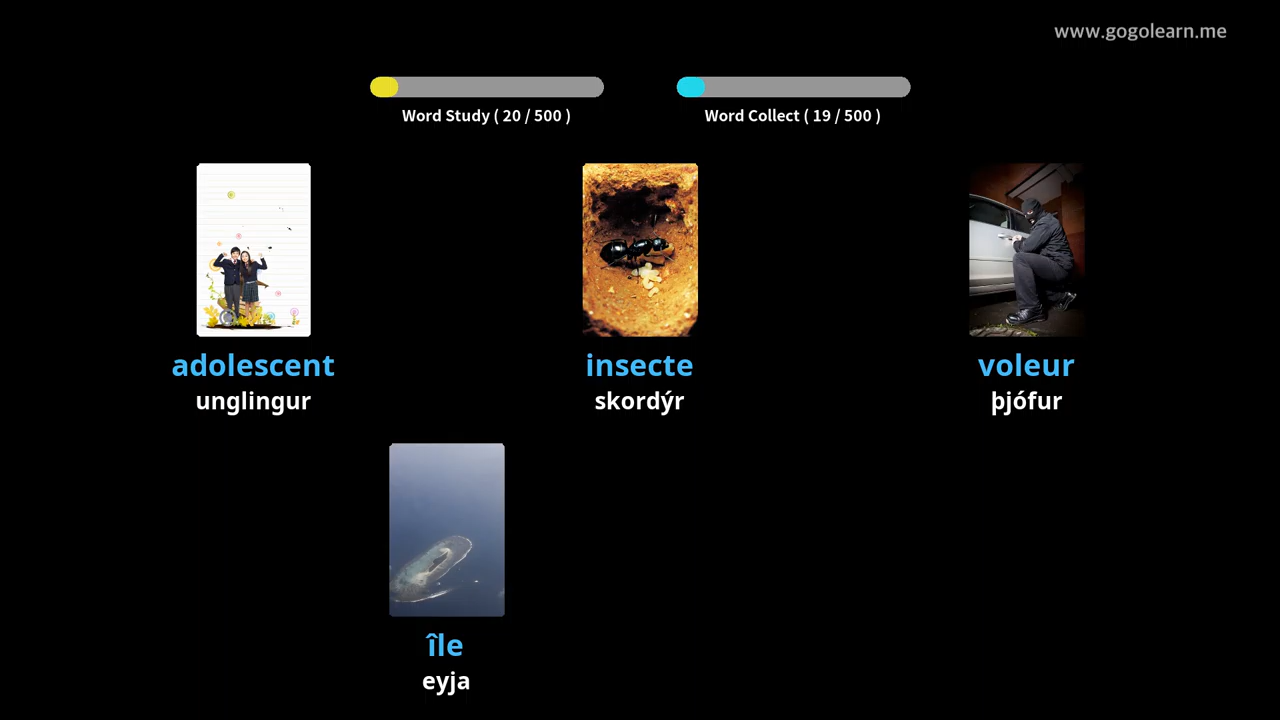 www.gogolearn.me
Word Study ( 20 / 500 )
Word Collect ( 19 / 500 )
adolescent
unglingur
insecte
skordýr
voleur
þjófur
île
eyja